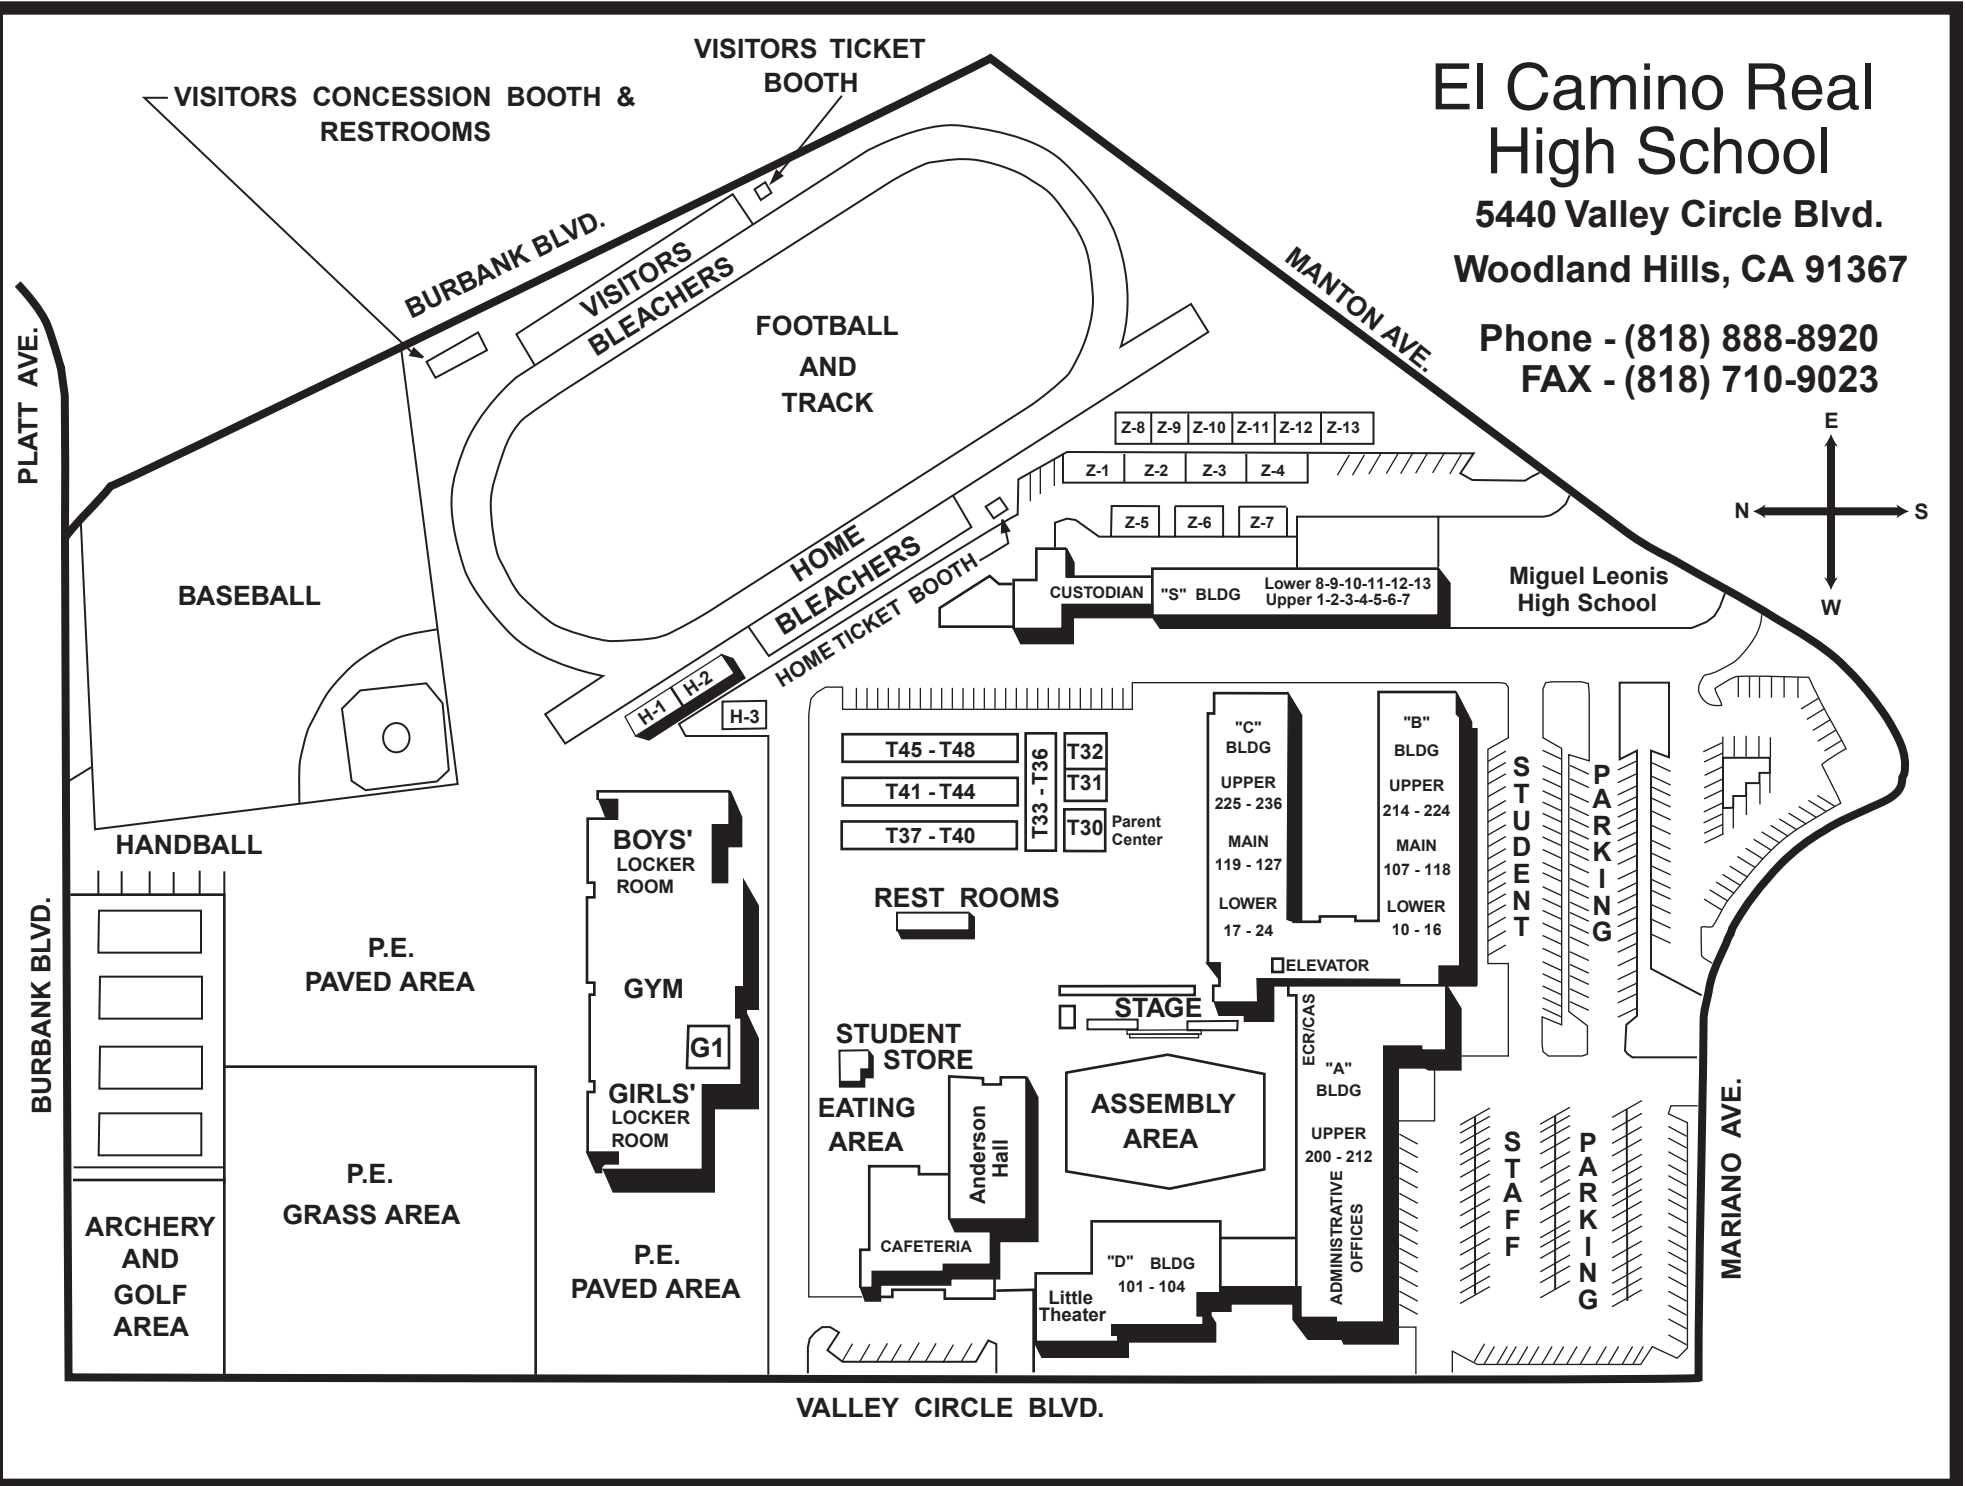 VISITORS TICKET
BOOTH
VISITORS CONCESSION BOOTH &
RESTROOMS
El Camino Real
High School
5440 Valley Circle Blvd.
Woodland Hills, CA 91367
Phone - (818) 888-8920
FAX - (818) 710-9023
E
N
S
W
BURBANK BLVD.
VISITORS
BLEACHERS
FOOTBALL
AND
TRACK
MANTON AVE.
PLATT AVE.
Z-8
Z-9
Z-10
Z-11
Z-12
Z-13
Z-1
Z-2
Z-3
Z-4
Z-5
Z-6
Z-7
HOME
BLEACHERS
HOME TICKET BOOTH
BASEBALL
CUSTODIAN
"S" BLDG
Lower 8-9-10-11-12-13
Upper 1-2-3-4-5-6-7
Miguel Leonis
High School
H-1
H-2
H-3
T45 - T48
T41 - T44
T37 - T40
T33 - T36
T32
T31
T30
Parent
Center
"C"
BLDG
UPPER
225 - 236
MAIN
119 - 127
LOWER
17 - 24
"B"
BLDG
UPPER
214 - 224
MAIN
107 - 118
LOWER
10 - 16
ELEVATOR
STUDENT
PARKING
HANDBALL
BOYS'
LOCKER
ROOM
GYM
G1
GIRLS'
LOCKER
ROOM
REST ROOMS
P.E.
PAVED AREA
BURBANK BLVD.
STAGE
STUDENT
STORE
EATING
AREA
Anderson
Hall
ASSEMBLY
AREA
ECR/CAS
"A"
BLDG
UPPER
200 - 212
ADMINISTRATIVE
OFFICES
STAFF
PARKING
MARIANO AVE.
P.E.
GRASS AREA
ARCHERY
AND
GOLF
AREA
P.E.
PAVED AREA
CAFETERIA
"D" BLDG
101 - 104
Little
Theater
VALLEY CIRCLE BLVD.